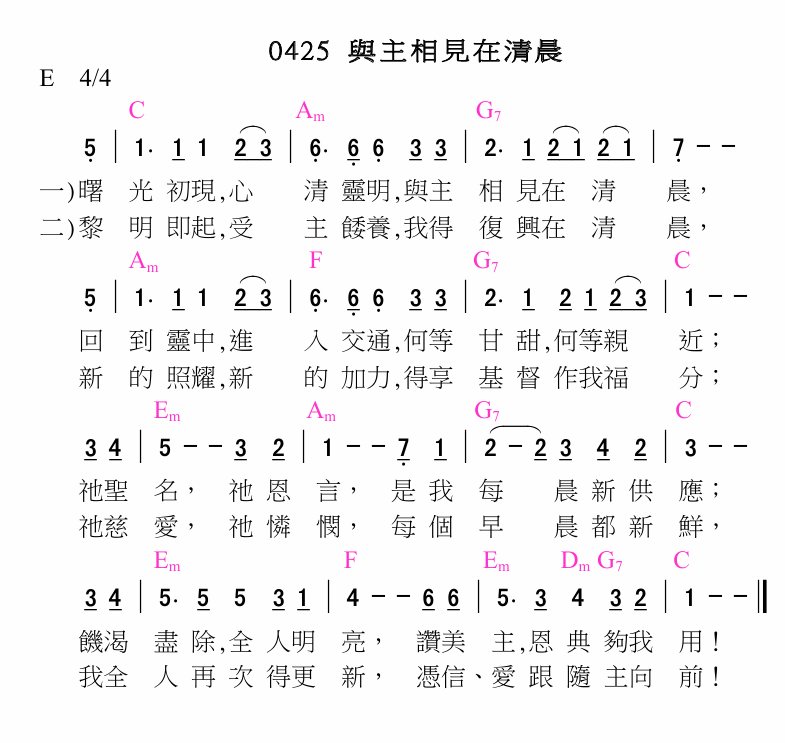 0425 與主相見在清晨
E 4/4
C Am G7
5 | 1· 1 1 2 3 | 6· 6 6 3 3 | 2· 1 2 1 2 1 | 7 - -
一)曙 光 初現,心 清 靈明,與主 相 見在 清 晨,
二)黎 明 即起,受 主 餧養,我得 復 興在 清 晨,
Am F G7 C
5 | 1· 1 1 2 3 | 6· 6 6 3 3 | 2· 1 2 1 2 3 | 1 - -
回 到 靈中,進 入 交通,何等 甘 甜,何等親 近;
新 的 照耀,新 的 加力,得享 基 督 作我福 分;
Em Am G7 C
3 4 | 5 - - 3 2 | 1 - - 7 1 | 2 - 2 3 4 2 | 3 - -
祂聖 名, 祂 恩 言, 是 我 每 晨 新 供 應;
祂慈 愛, 祂 憐 憫, 每 個 早 晨 都 新 鮮,
Em F Em Dm G7 C
3 4 | 5· 5 5 3 1 | 4 - - 6 6 | 5· 3 4 3 2 | 1 - - ‖
饑渴 盡 除,全 人明 亮, 讚美 主,恩 典 夠我 用!
我全 人 再 次 得更 新, 憑信、愛 跟 隨 主向 前!